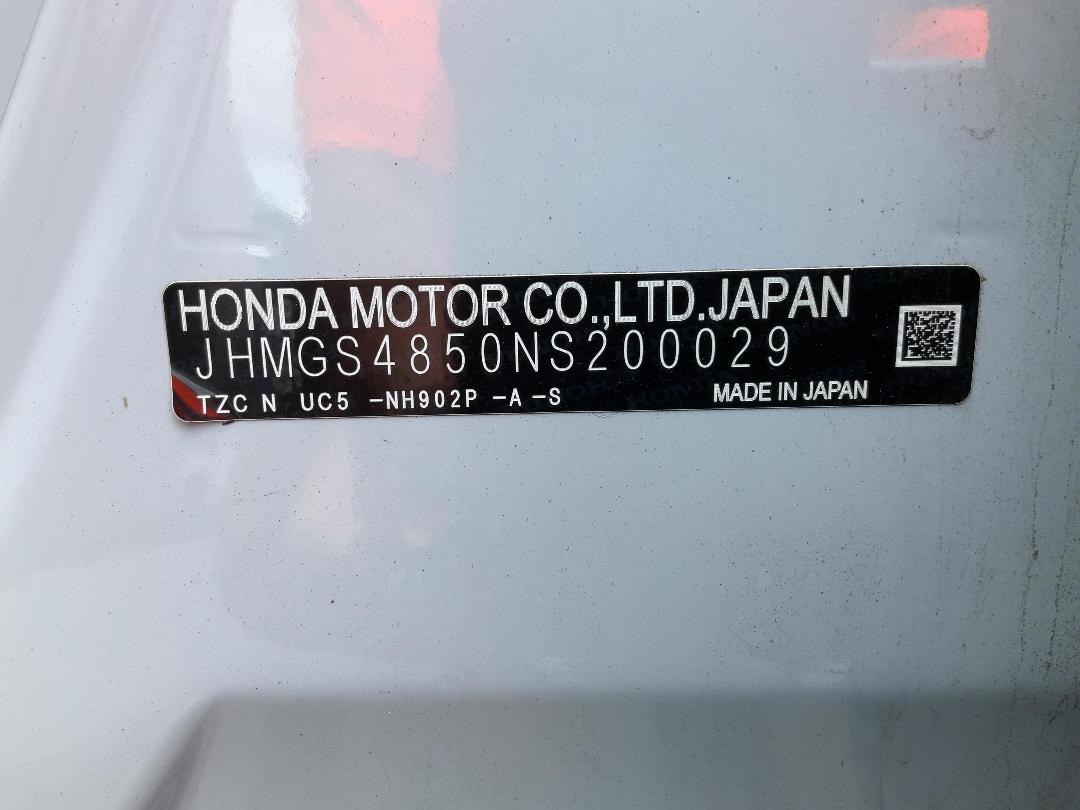 HONDA MOTOR CO.,LTD.JAPAN
JHMGS4850NS200029
TZC N UC5 -NH902P -A -S
MADE IN JAPAN